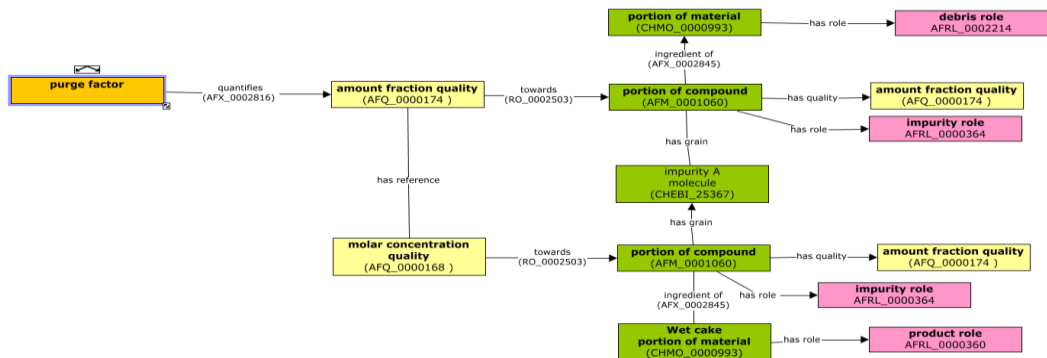 portion of material
(CHMO_0000993)
has role
debris role
AFRL_0002214
ingredient of
(AFX_0002845)
purge factor
quantifies
(AFX_0002816)
amount fraction quality
(AFQ_0000174 )
towards
(RO_0002503)
portion of compound
(AFM_0001060)
has quality
amount fraction quality
(AFQ_0000174 )
has role
impurity role
AFRL_0000364
has grain
has reference
impurity A
molecule
(CHEBI_25367)
has grain
molar concentration
quality
(AFQ_0000168 )
towards
(RO_0002503)
portion of compound
(AFM_0001060)
has quality
amount fraction quality
(AFQ_0000174 )
ingredient of
(AFX_0002845)
has role
impurity role
AFRL_0000364
Wet cake
portion of material
(CHMO_0000993)
has role
product role
AFRL_0000360